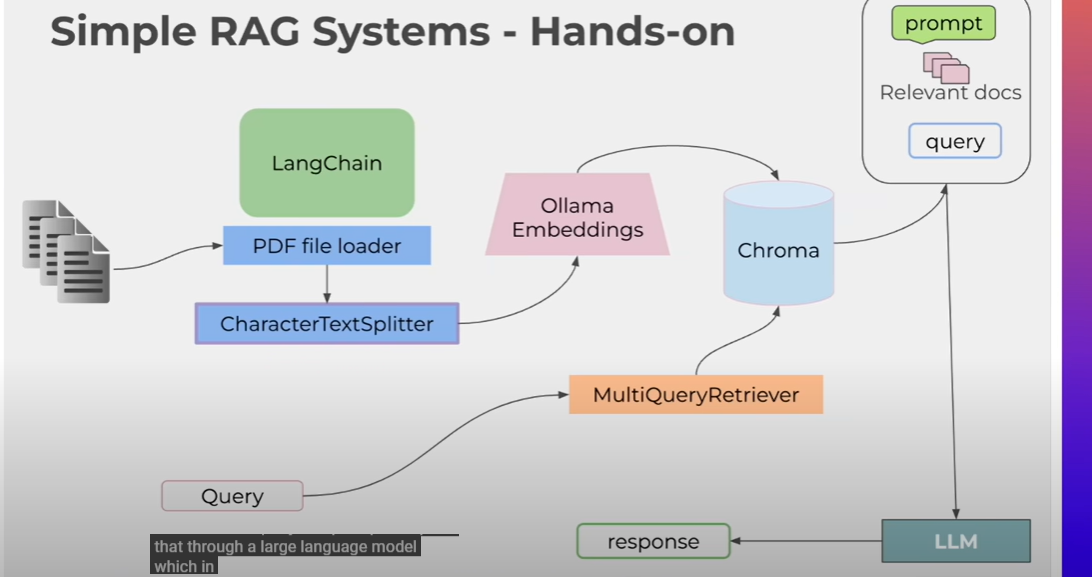 Simple RAG Systems - Hands-on
prompt
Relevant docs
query
LangChain
PDF file loader
CharacterTextSplitter
Ollama
Embeddings
Chroma
MultiQueryRetriever
Query
response
LLM
that through a large language model
which in